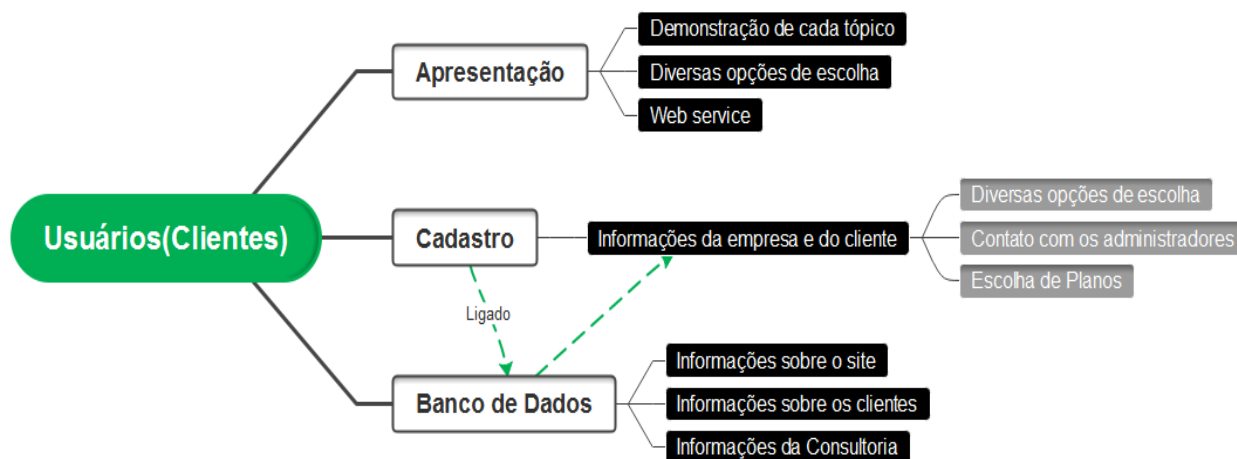 Usuários(Clientes)
Apresentação
Demonstração de cada tópico
Diversas opções de escolha
Web service
Cadastro
Informações da empresa e do cliente
Diversas opções de escolha
Contato com os administradores
Escolha de Planos
Ligado
Banco de Dados
Informações sobre o site
Informações sobre os clientes
Informações da Consultoria